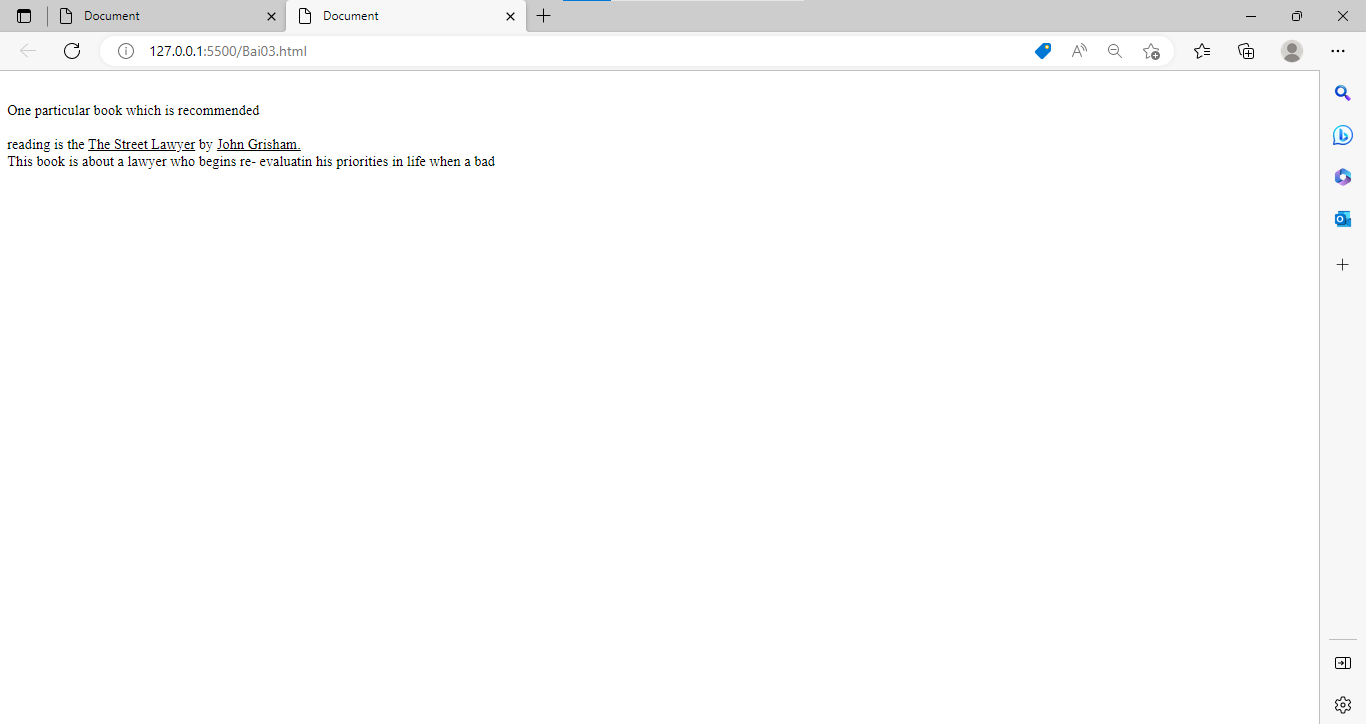 Document
Document
127.0.0.1:5500/Bai03.html
One particular book which is recommended
reading is the The Street Lawyer by John Grisham.
This book is about a lawyer who begins re- evaluatin his priorities in life when a bad